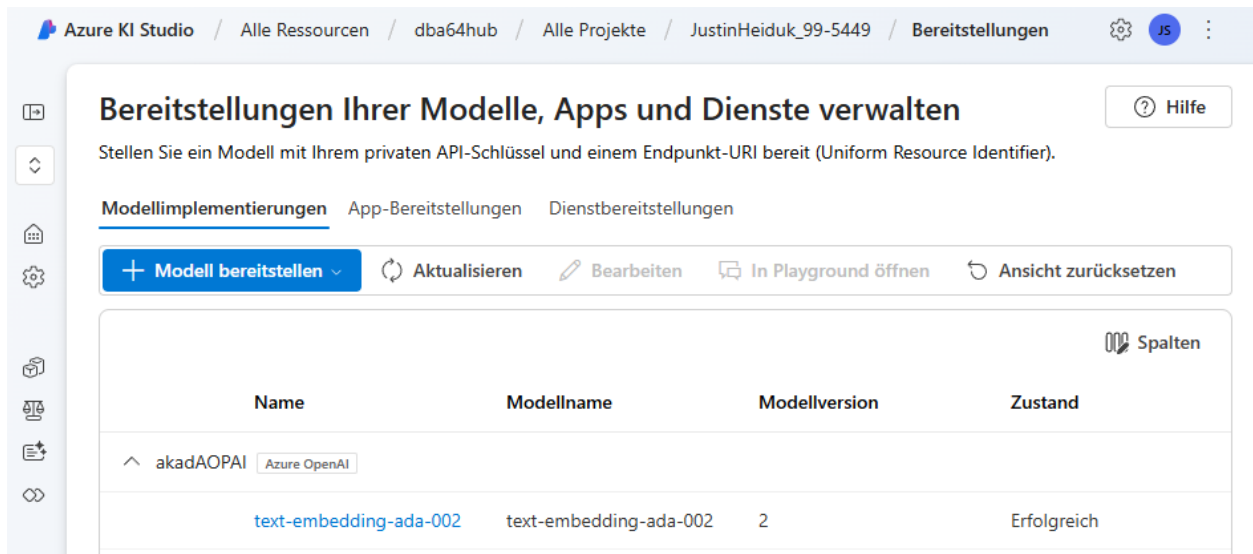 Azure KI Studio / Alle Ressourcen / dba64hub / Alle Projekte / JustinHeiduk_99-5449 / Bereitstellungen JS
Bereitstellungen Ihrer Modelle, Apps und Dienste verwalten
Hilfe
Stellen Sie ein Modell mit Ihrem privaten API-Schlüssel und einem Endpunkt-URI bereit (Uniform Resource Identifier).
Modellimplementierungen App-Bereitstellungen Dienstbereitstellungen
Modell bereitstellen Aktualisieren Bearbeiten In Playground öffnen Ansicht zurücksetzen
Spalten
Name Modellname Modellversion Zustand
akadAOPAI Azure OpenAI
text-embedding-ada-002 text-embedding-ada-002 2 Erfolgreich